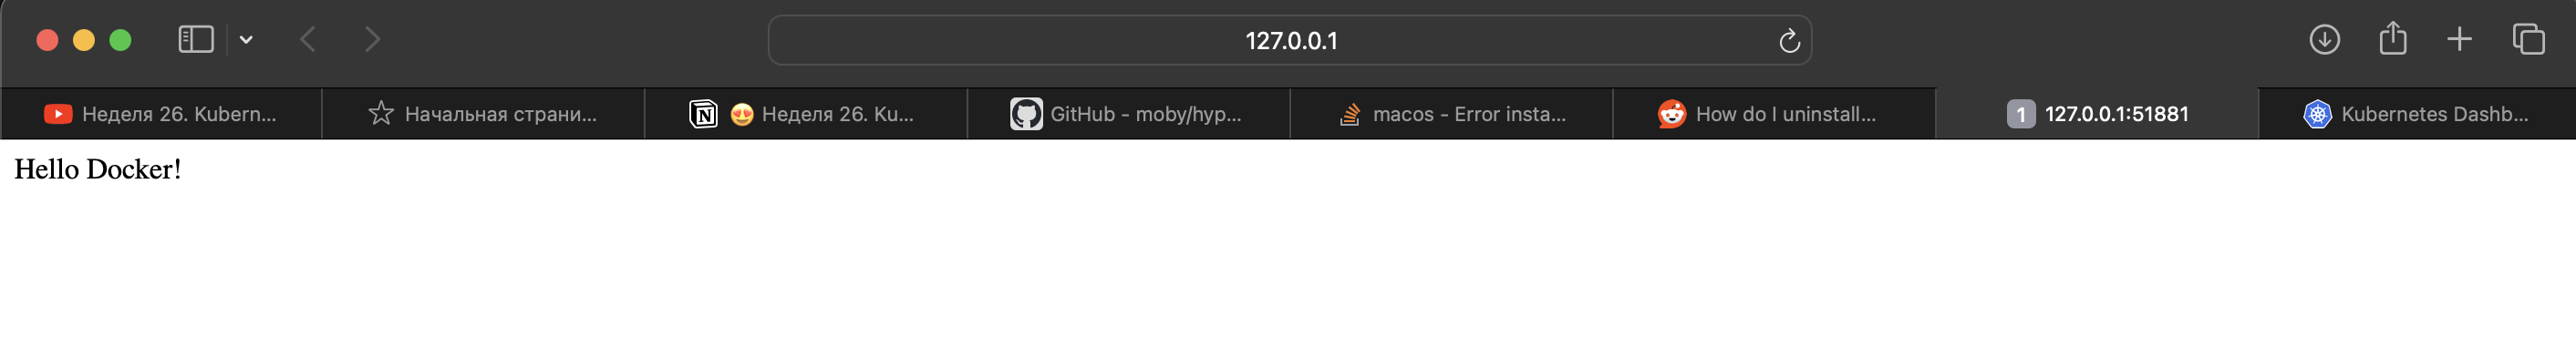 127.0.0.1
Неделя 26. Kubern...
Начальная страни...
Неделя 26. Ku...
GitHub - moby/hyp...
macos - Error insta...
How do I uninstall...
1 127.0.0.1:51881
Kubernetes Dashb...
Hello Docker!